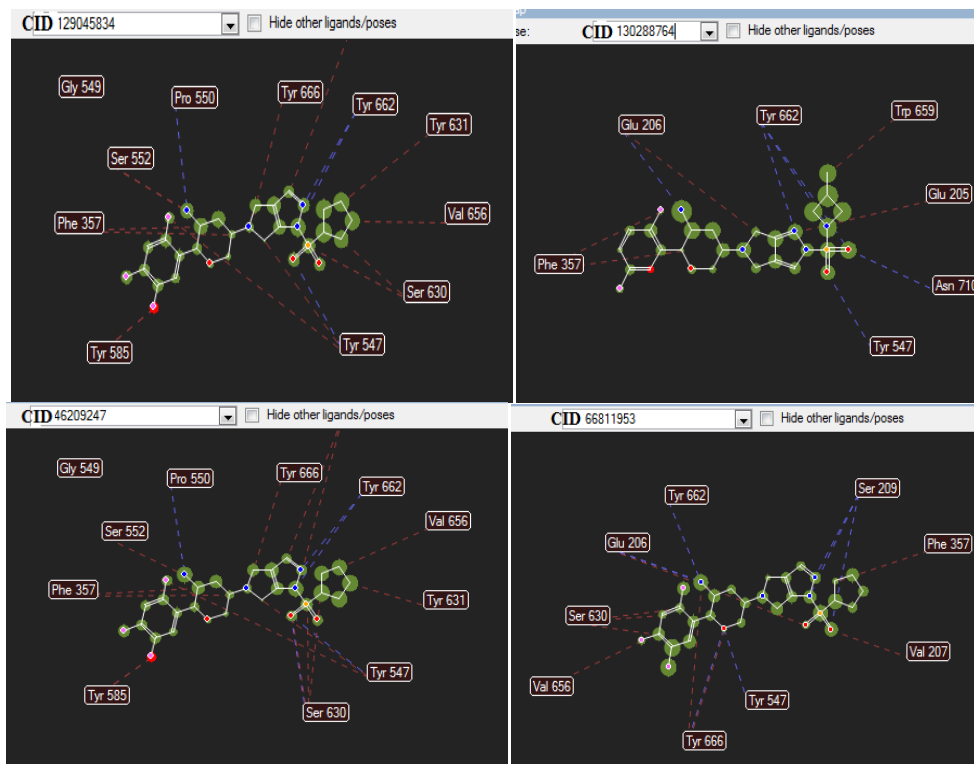 CID 129045834 Hide other ligands/poses
Gly 549
Pro 550
Tyr 666
Tyr 662
Tyr 631
Ser 552
Phe 357
Val 656
Ser 630
Tyr 547
Tyr 585
se: CID 130288764 Hide other ligands/poses
Glu 206
Tyr 662
Trp 659
Glu 205
Phe 357
Asn 710
Tyr 547
CID 46209247 Hide other ligands/poses
Gly 549
Pro 550
Tyr 666
Tyr 662
Val 656
Ser 552
Phe 357
Tyr 631
Tyr 547
Tyr 585
Ser 630
CID 66811953 Hide other ligands/poses
Tyr 662
Ser 209
Glu 206
Phe 357
Ser 630
Val 207
Val 656
Tyr 547
Tyr 666